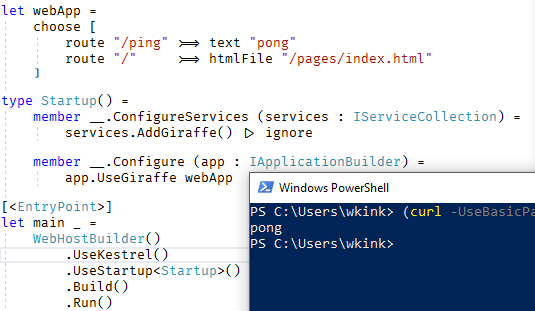 let webApp =
    choose [
        route "/ping" >=> text "pong"
        route "/"     >=> htmlFile "/pages/index.html"
    ]
type Startup() =
    member __.ConfigureServices (services : IServiceCollection) =
        services.AddGiraffe() |> ignore
    member __.Configure (app : IApplicationBuilder) =
        app.UseGiraffe webApp
[<EntryPoint>]
let main _ =
    WebHostBuilder()
        .UseKestrel()
        .UseStartup<Startup>()
        .Build()
        .Run()
Windows PowerShell
PS C:\Users\wkink> (curl -UseBasicPa
pong
PS C:\Users\wkink>